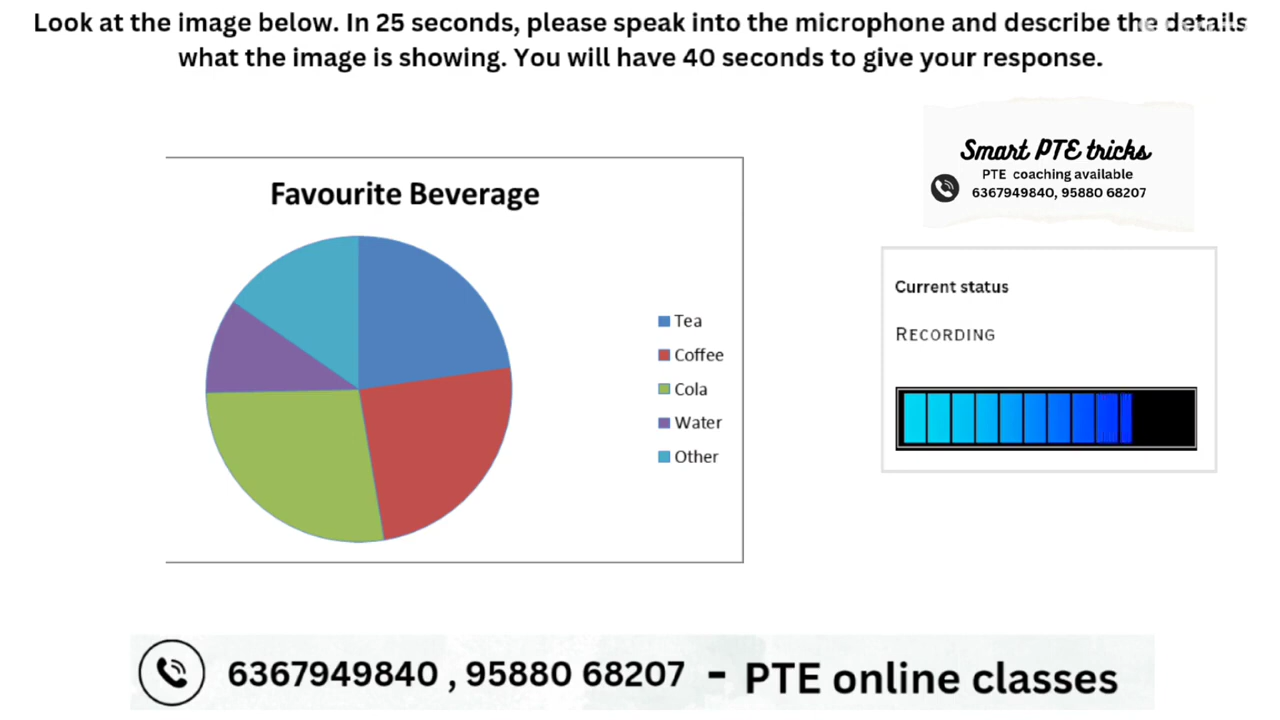 Look at the image below. In 25 seconds, please speak into the microphone and describe the details
what the image is showing. You will have 40 seconds to give your response.
Smart PTE tricks
PTE coaching available
6367949840, 95880 68207
Favourite Beverage
Tea
Coffee
Cola
Water
Other
Current status
RECORDING
6367949840 , 95880 68207 - PTE online classes